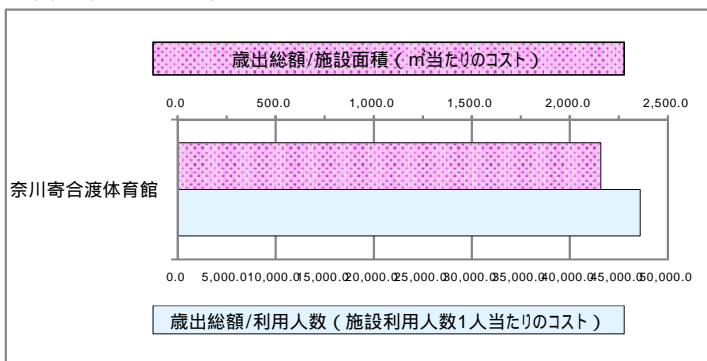 歳出総額/施設面積（㎡当たりのコスト）
0.0 500.0 1,000.0 1,500.0 2,000.0 2,500.0
奈川寄合渡体育館
0.0 5,000.0 10,000.0 15,000.0 20,000.0 25,000.0 30,000.0 35,000.0 40,000.0 45,000.0 50,000.0
歳出総額/利用人数（施設利用人数1人当たりのコスト）